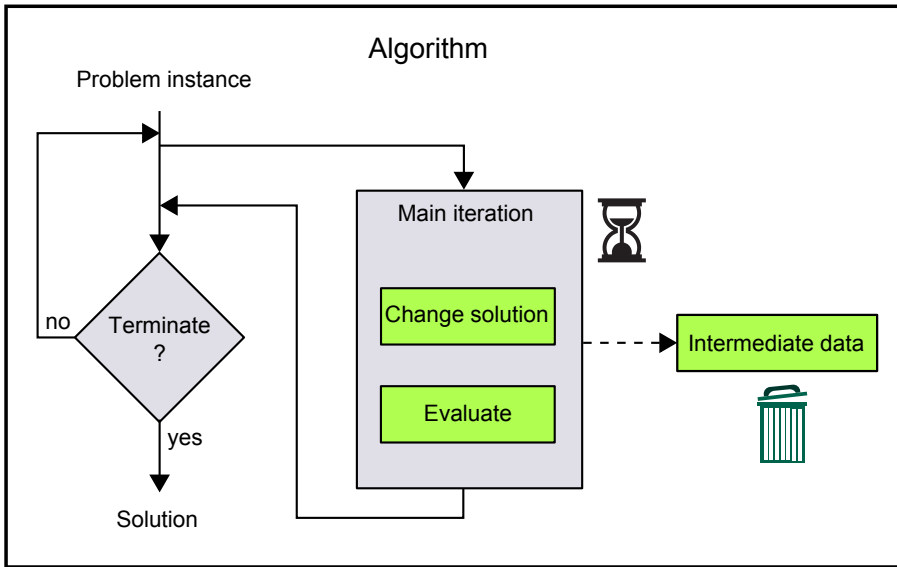 Algorithm
Problem instance
Main iteration
Change solution
no
Terminate
?
Intermediate data
Evaluate
yes
Solution